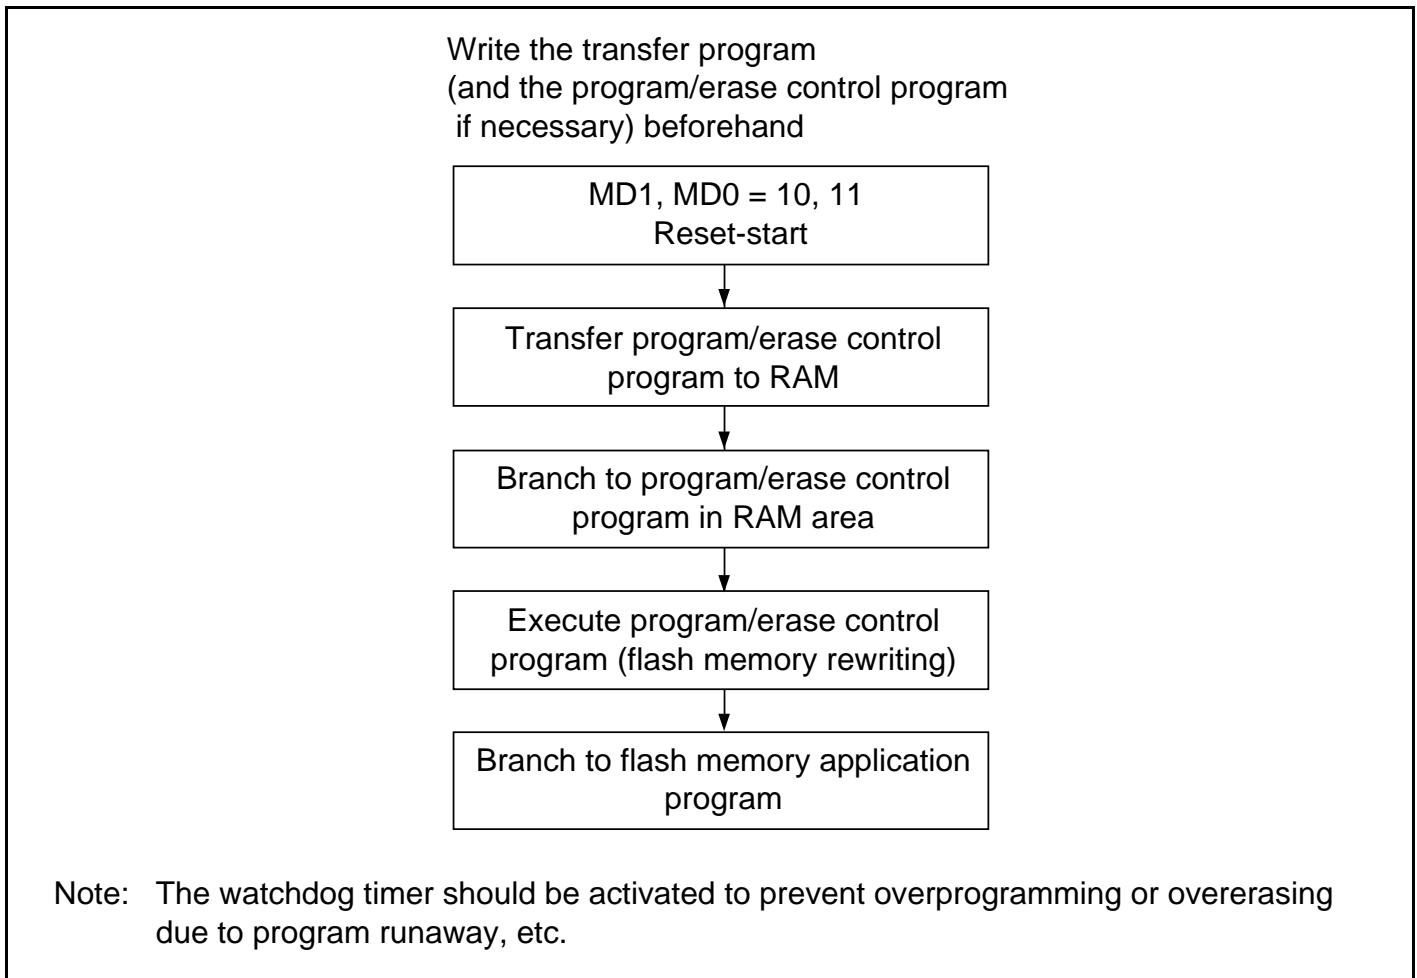 Write the transfer program
(and the program/erase control program
if necessary) beforehand
MD1, MD0 = 10, 11
Reset-start
Transfer program/erase control
program to RAM
Branch to program/erase control
program in RAM area
Execute program/erase control
program (flash memory rewriting)
Branch to flash memory application
program
Note: The watchdog timer should be activated to prevent overprogramming or overerasing
due to program runaway, etc.